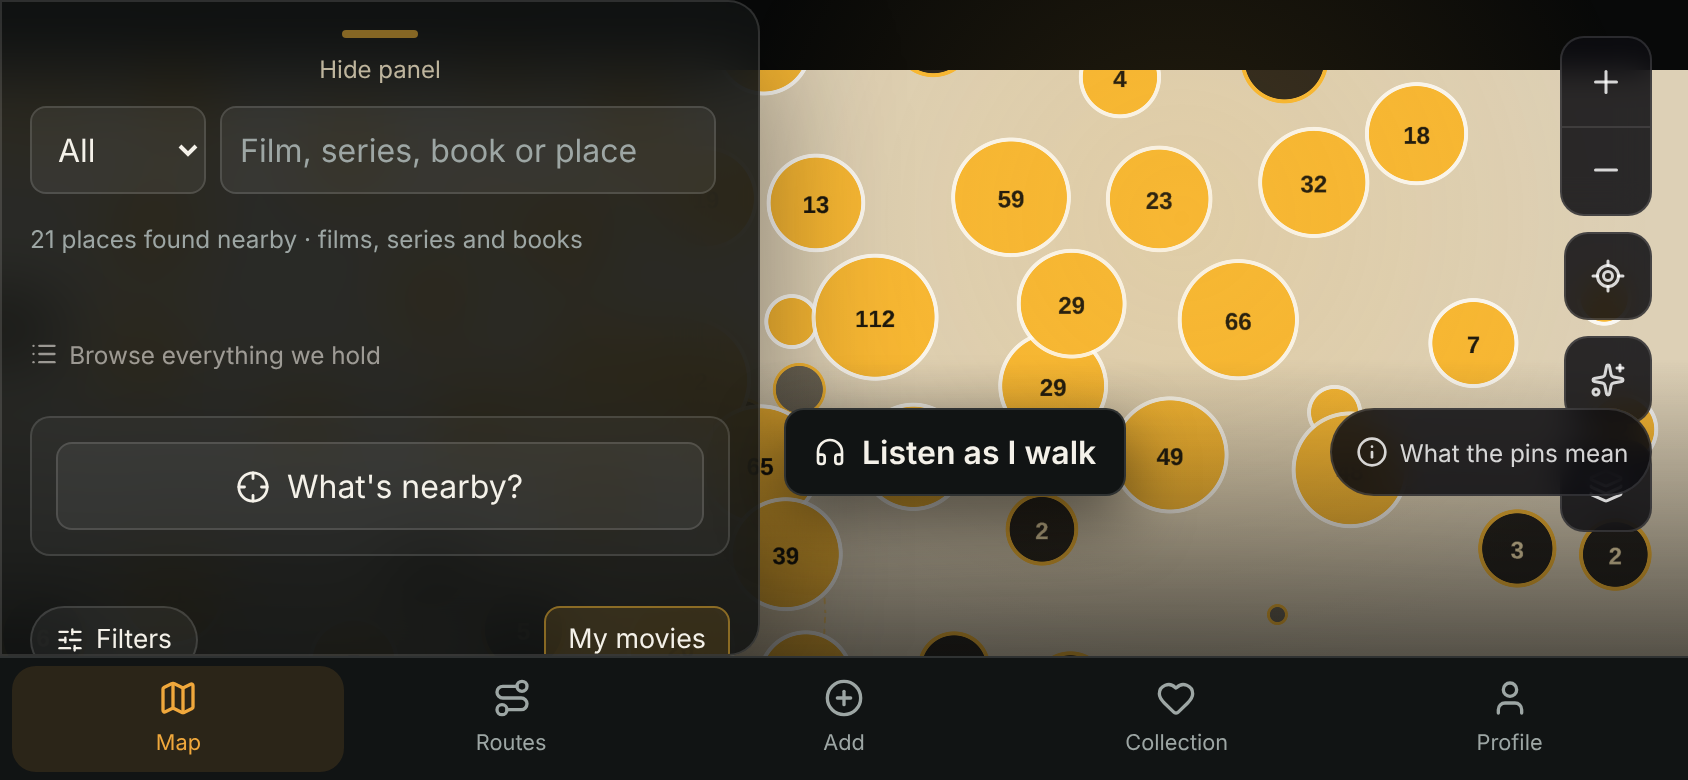 Hide panel
All
Film, series, book or place
21 places found nearby · films, series and books
Browse everything we hold
What's nearby?
Filters
My movies
4
18
13
59
23
32
112
29
66
7
29
65
Listen as I walk
49
What the pins mean
39
2
3
2
Map
Routes
Add
Collection
Profile